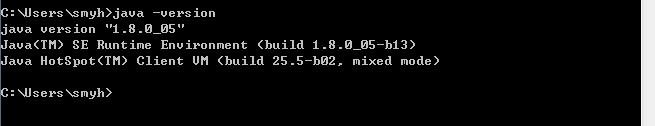 C:\Users\smyh>java -version
java version "1.8.0_05"
Java(TM) SE Runtime Environment (build 1.8.0_05-b13)
Java HotSpot(TM) Client VM (build 25.5-b02, mixed mode)
C:\Users\smyh>